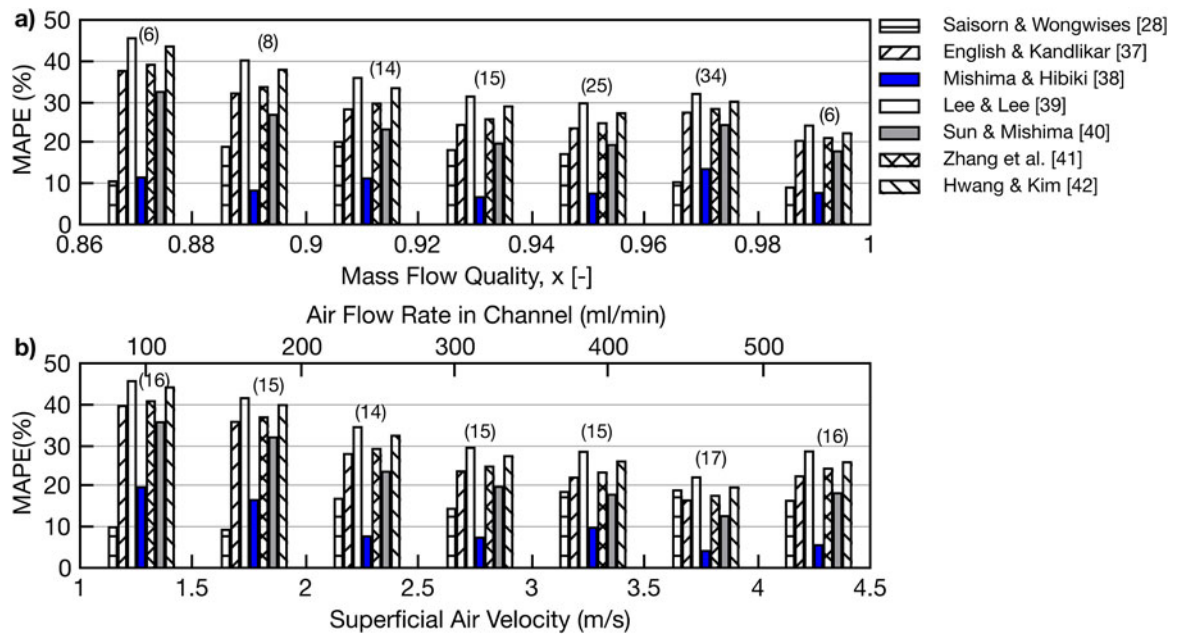 a)
50
40
30
20
10
0
MAPE (%)
(6)
(8)
(14)
(15)
(25)
(34)
(6)
0.86 0.88 0.9 0.92 0.94 0.96 0.98 1
Mass Flow Quality, x [-]
Saisorn & Wongwises [28]
English & Kandlikar [37]
Mishima & Hibiki [38]
Lee & Lee [39]
Sun & Mishima [40]
Zhang et al. [41]
Hwang & Kim [42]
Air Flow Rate in Channel (ml/min)
b)
100 200 300 400 500
50
40
30
20
10
0
MAPE(%)
(16)
(15)
(14)
(15)
(15)
(17)
(16)
1 1.5 2 2.5 3 3.5 4 4.5
Superficial Air Velocity (m/s)